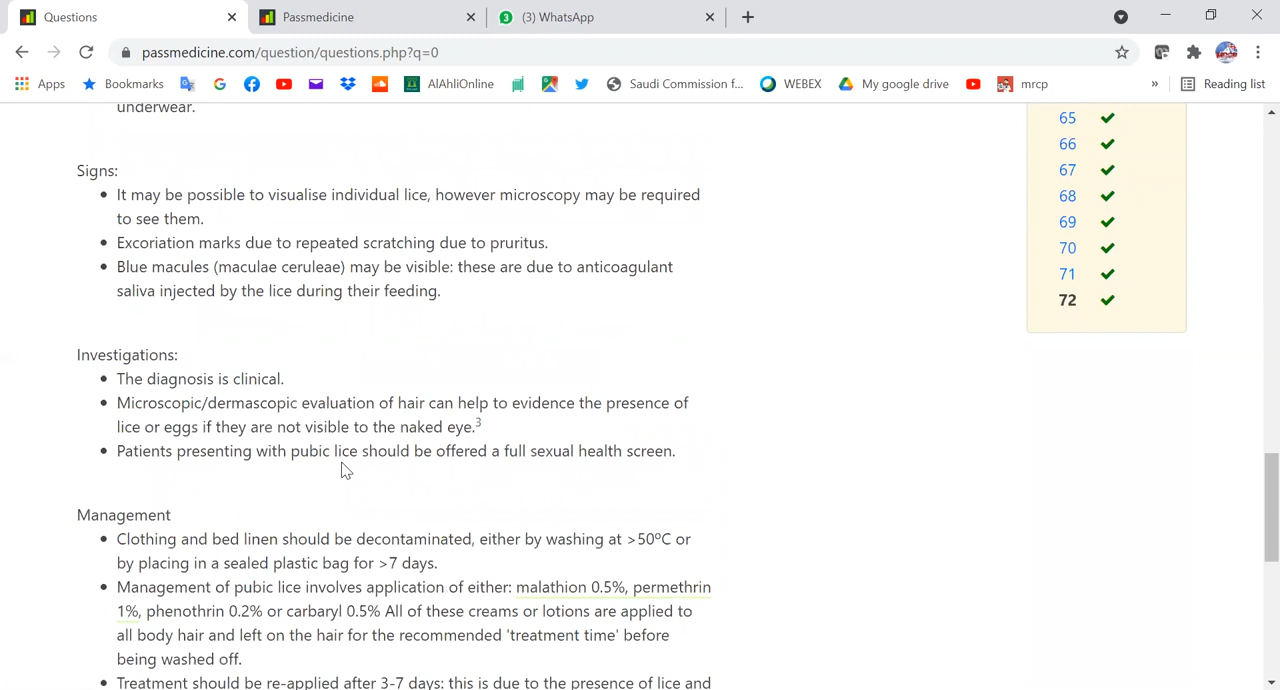 Questions
Passmedicine
(3) WhatsApp
passmedicine.com/question/questions.php?q=0
Apps
Bookmarks
AlAhliOnline
Saudi Commission f...
WEBEX
My google drive
mrcp
»
Reading list
underwear.
Signs:
• It may be possible to visualise individual lice, however microscopy may be required
to see them.
• Excoriation marks due to repeated scratching due to pruritus.
• Blue macules (maculae ceruleae) may be visible: these are due to anticoagulant
saliva injected by the lice during their feeding.
Investigations:
• The diagnosis is clinical.
• Microscopic/dermascopic evaluation of hair can help to evidence the presence of
lice or eggs if they are not visible to the naked eye.3
• Patients presenting with pubic lice should be offered a full sexual health screen.
Management
• Clothing and bed linen should be decontaminated, either by washing at >50ºC or
by placing in a sealed plastic bag for >7 days.
• Management of pubic lice involves application of either: malathion 0.5%, permethrin
1%, phenothrin 0.2% or carbaryl 0.5% All of these creams or lotions are applied to
all body hair and left on the hair for the recommended 'treatment time' before
being washed off.
• Treatment should be re-applied after 3-7 days: this is due to the presence of lice and
65
66
67
68
69
70
71
72